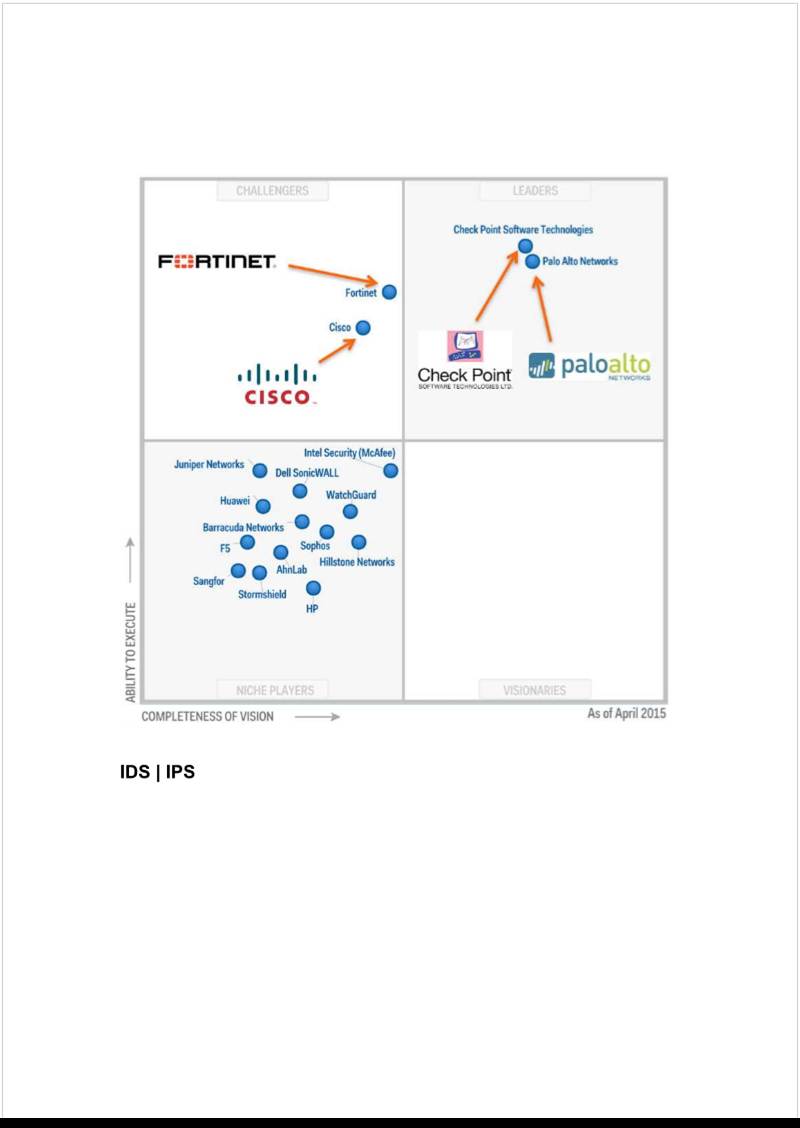 CHALLENGERS
LEADERS
Check Point Software Technologies
Palo Alto Networks
FORTINET
Fortinet
Cisco
CISCO
Check Point
SOFTWARE TECHNOLOGIES LTD.
paloalto
NETWORKS
Intel Security (McAfee)
Juniper Networks
Dell SonicWALL
Huawei
WatchGuard
Barracuda Networks
F5
Sophos
Hillstone Networks
AhnLab
Sangfor
Stormshield
HP
ABILITY TO EXECUTE
NICHE PLAYERS
VISIONARIES
COMPLETENESS OF VISION
As of April 2015
IDS | IPS